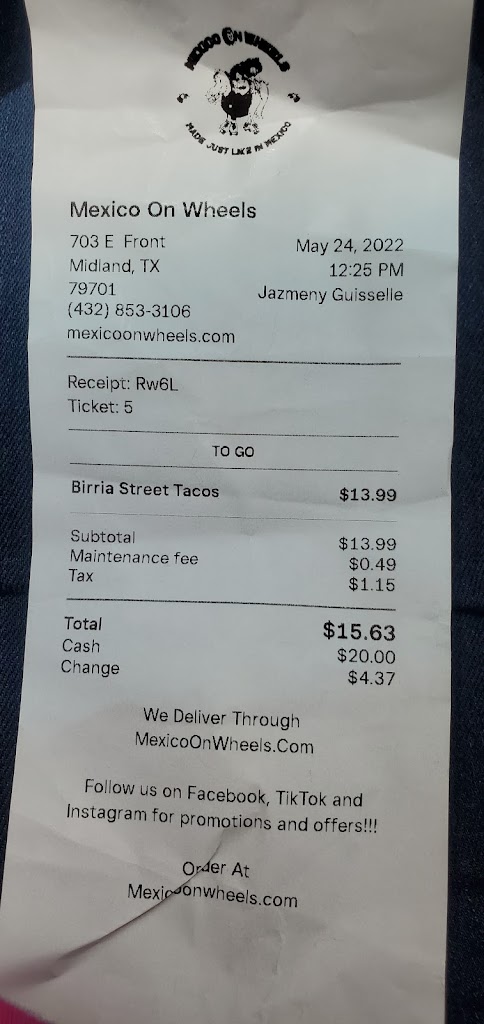 MEXICO ON WHEELS
MADE JUST LIKE IN MEXICO
Mexico On Wheels
703 E Front
May 24, 2022
Midland, TX
12:25 PM
79701
Jazmeny Guisselle
(432) 853-3106
mexicoonwheels.com
Receipt: Rw6L
Ticket: 5
TO GO
Birria Street Tacos $13.99
Subtotal $13.99
Maintenance fee $0.49
Tax $1.15
Total $15.63
Cash $20.00
Change $4.37
We Deliver Through
MexicoOnWheels.Com
Follow us on Facebook, TikTok and
Instagram for promotions and offers!!!
Order At
Mexicoonwheels.com